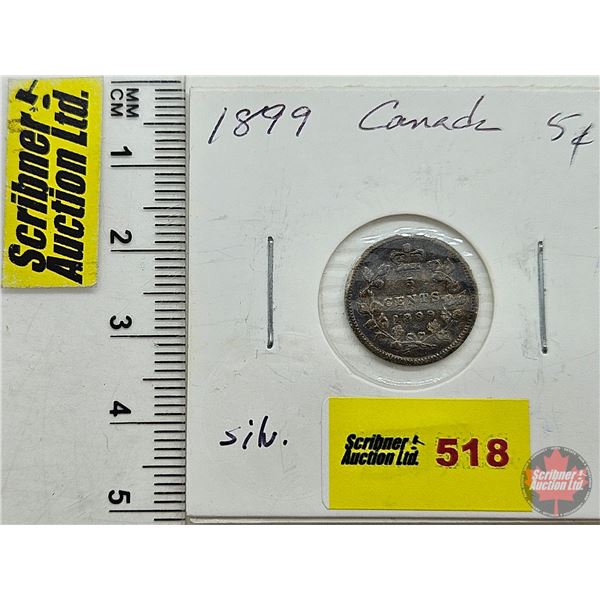 Scribner
Auction Ltd.
MM
CM
1
2
3
4
5
1899 Canada 5¢
5
CENTS
1899
silv.
Scribner
Auction Ltd. 518
Scribner
Auction Ltd.